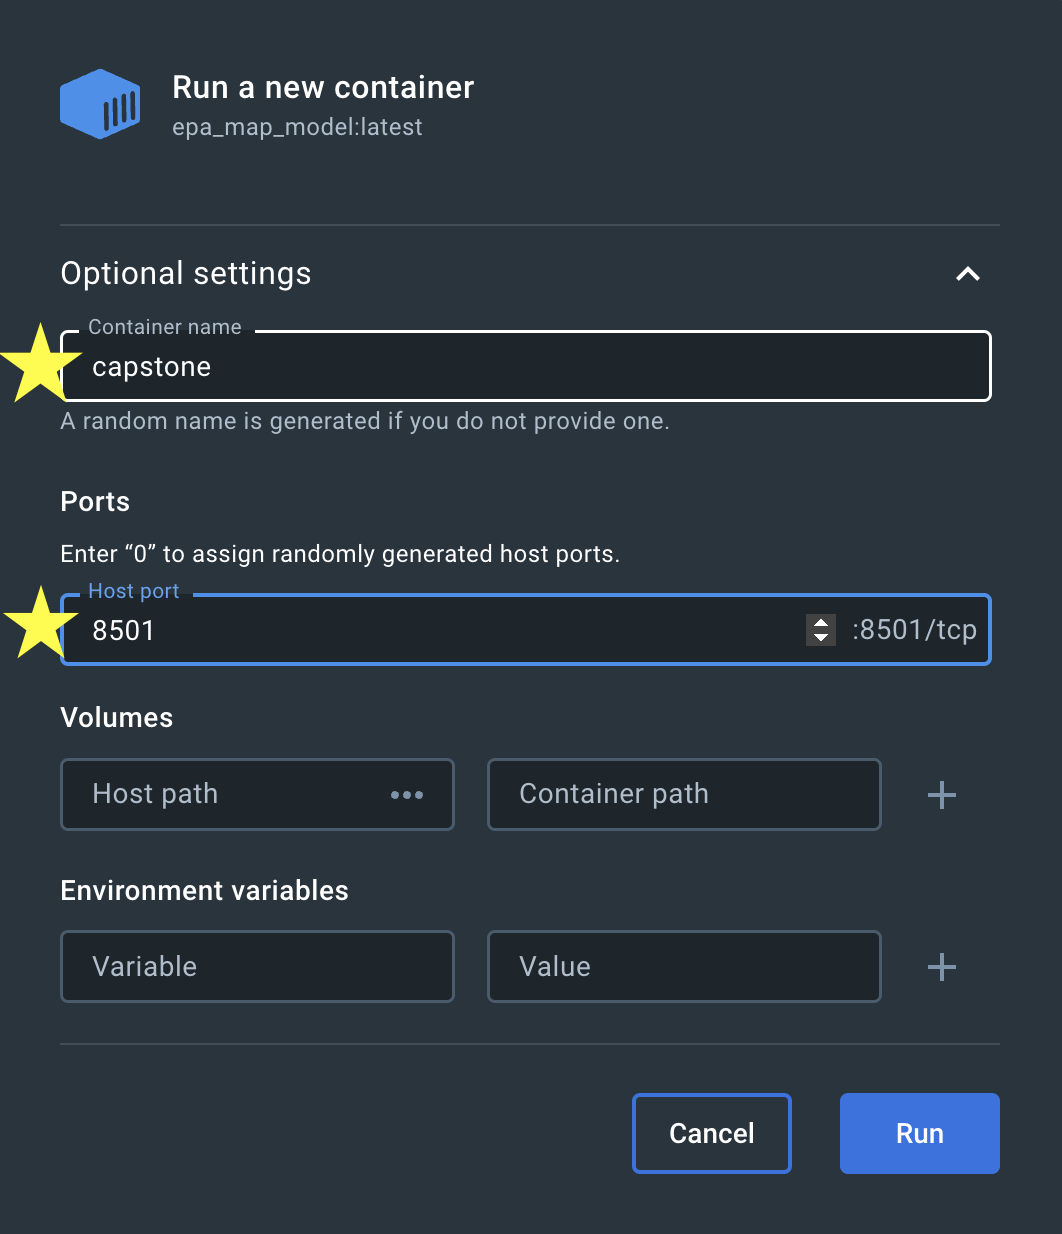 Run a new container
epa_map_model:latest
Optional settings
Container name
capstone
A random name is generated if you do not provide one.
Ports
Enter “0” to assign randomly generated host ports.
Host port
8501 :8501/tcp
Volumes
Host path Container path
Environment variables
Variable Value
Cancel Run